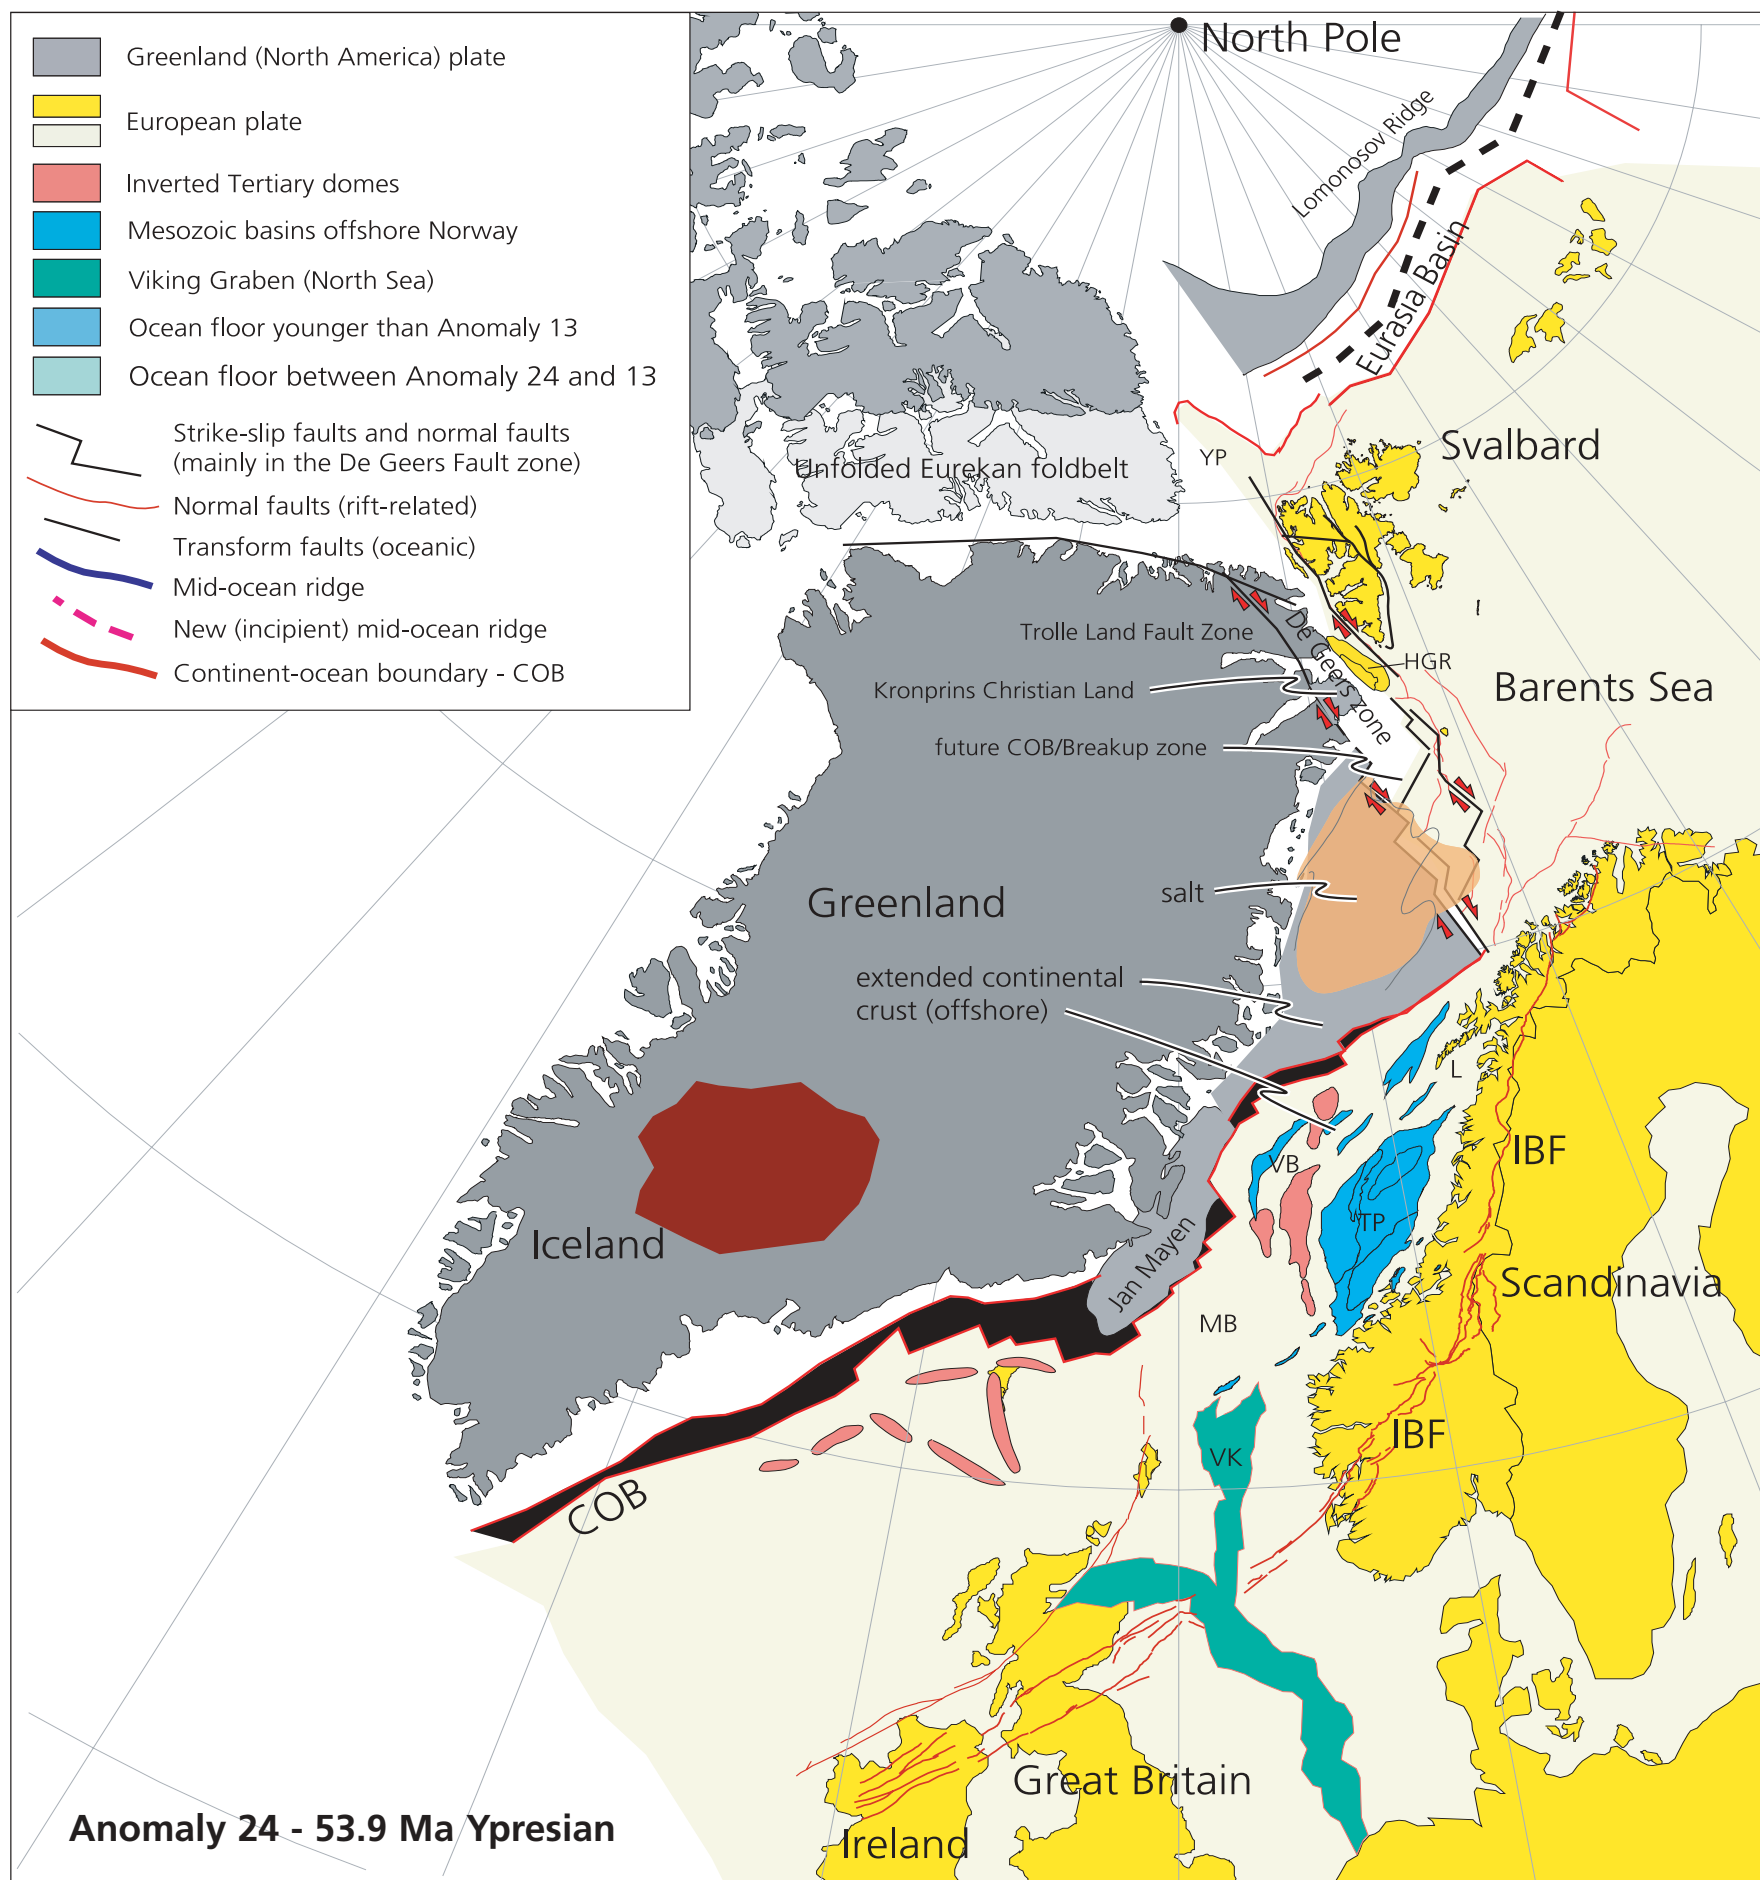 Greenland (North America) plate
European plate
Inverted Tertiary domes
Mesozoic basins offshore Norway
Viking Graben (North Sea)
Ocean floor younger than Anomaly 13
Ocean floor between Anomaly 24 and 13
Strike-slip faults and normal faults
(mainly in the De Geers Fault zone)
Normal faults (rift-related)
Transform faults (oceanic)
Mid-ocean ridge
New (incipient) mid-ocean ridge
Continent-ocean boundary - COB
North Pole
Lomonosov Ridge
Eurasia Basin
Svalbard
YP
Unfolded Eurekan foldbelt
Trolle Land Fault Zone
De Geers zone
HGR
Kronprins Christian Land
Barents Sea
future COB/Breakup zone
salt
Greenland
extended continental
crust (offshore)
L
IBF
VB
TP
Iceland
Jan Mayen
Scandinavia
MB
IBF
VK
COB
Great Britain
Ireland
Anomaly 24 - 53.9 Ma Ypresian